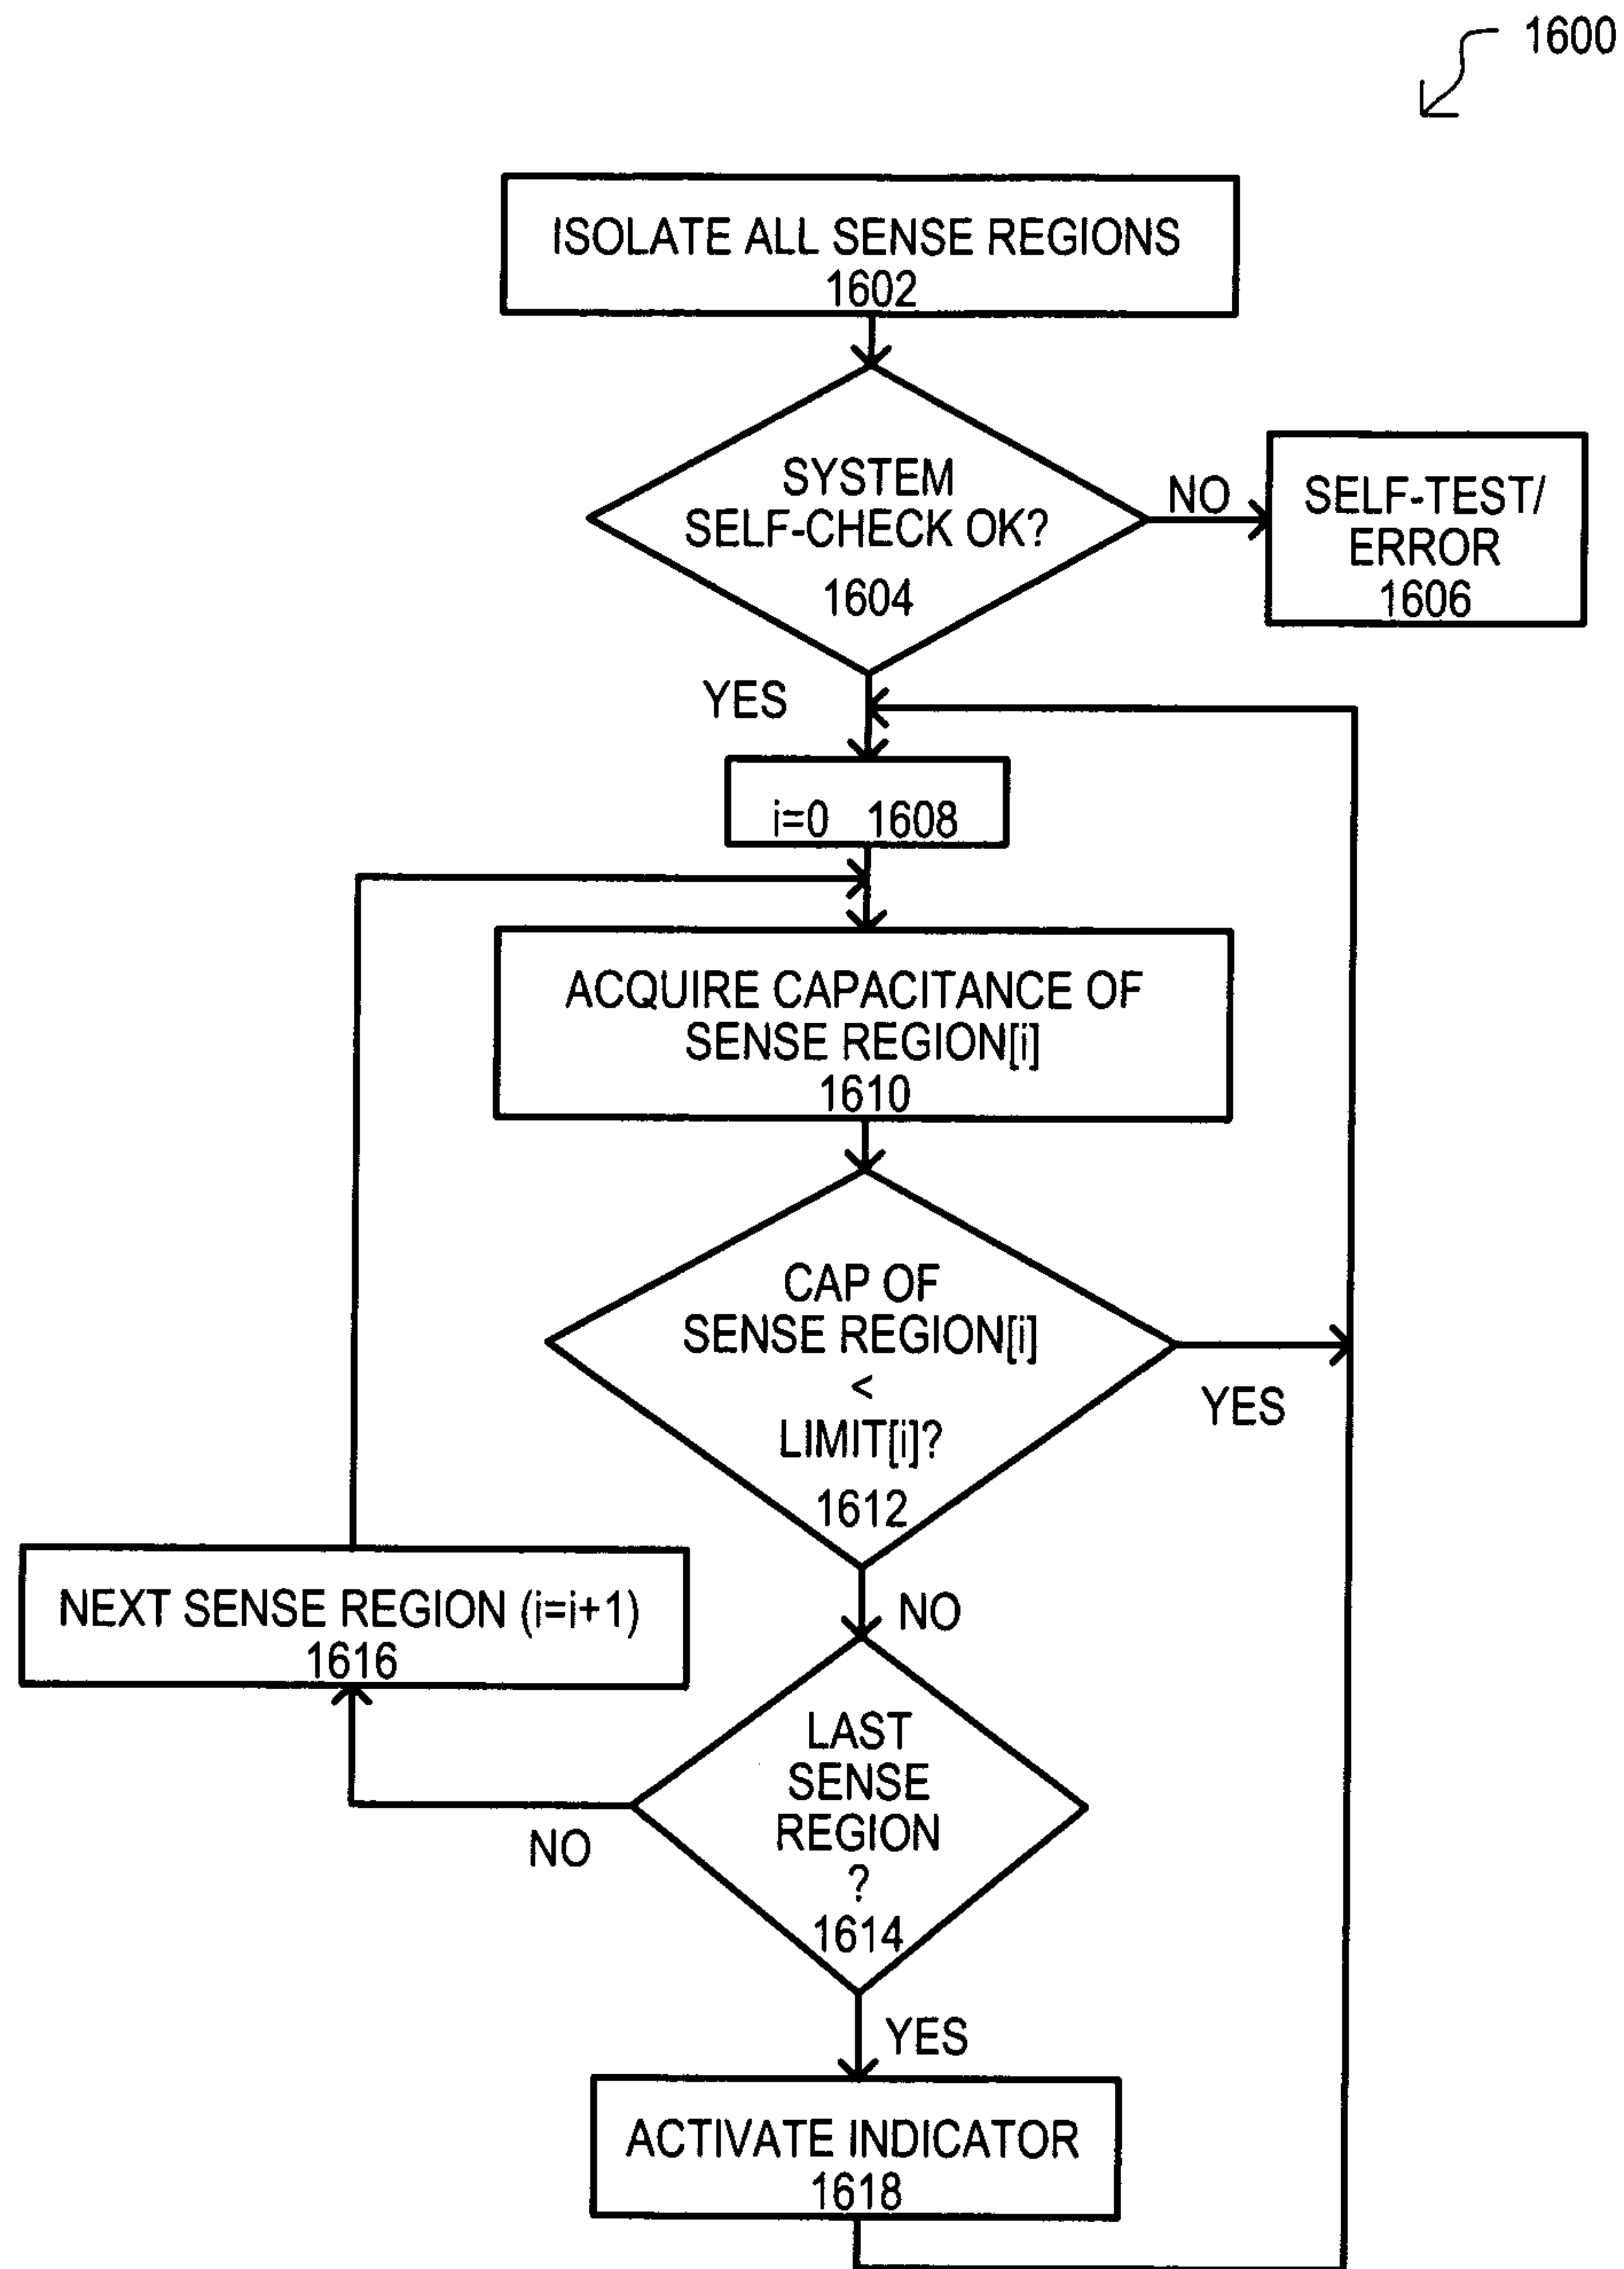 1600
ISOLATE ALL SENSE REGIONS
1602
SYSTEM
SELF-CHECK OK?
1604
NO
SELF-TEST/
ERROR
1606
YES
i=0 1608
ACQUIRE CAPACITANCE OF
SENSE REGION[i]
1610
CAP OF
SENSE REGION[i]
<
LIMIT[i]?
1612
YES
NO
NEXT SENSE REGION (i=i+1)
1616
LAST
SENSE
REGION
?
1614
NO
YES
ACTIVATE INDICATOR
1618